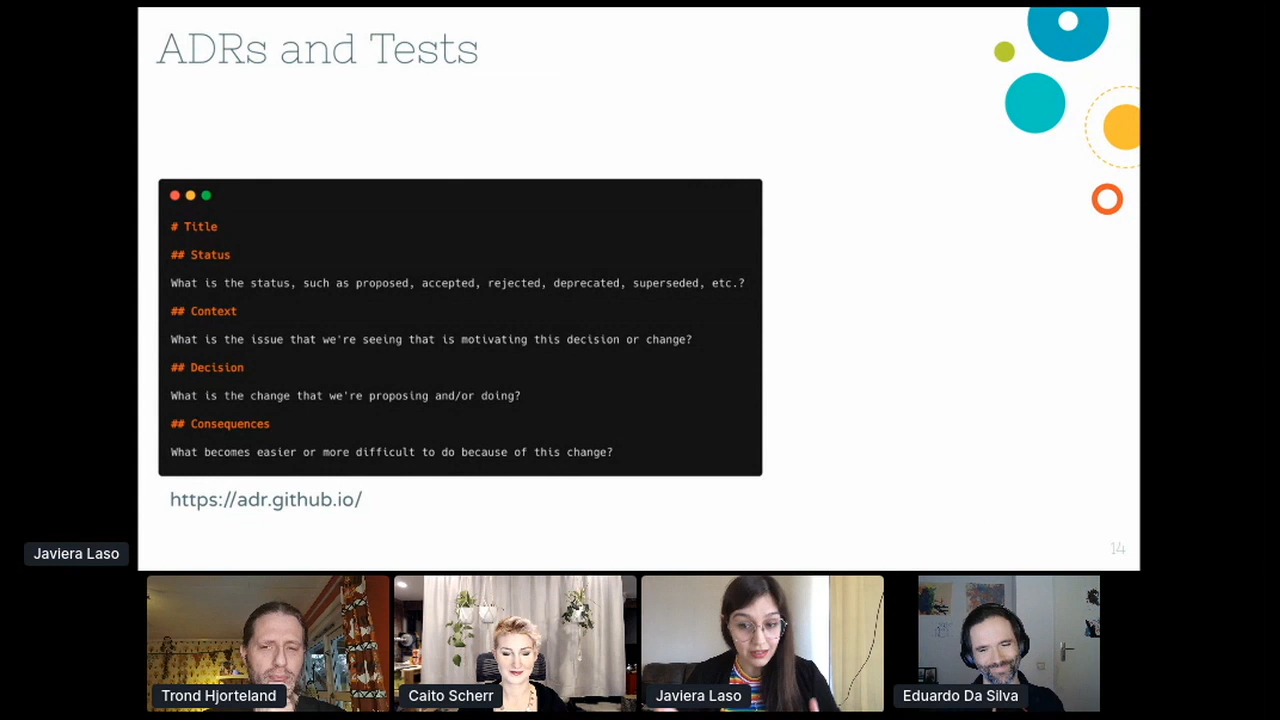 ADRs and Tests
# Title
## Status
What is the status, such as proposed, accepted, rejected, deprecated, superseded, etc.?
## Context
What is the issue that we're seeing that is motivating this decision or change?
## Decision
What is the change that we're proposing and/or doing?
## Consequences
What becomes easier or more difficult to do because of this change?
https://adr.github.io/
14
Javiera Laso
Trond Hjorteland
Caito Scherr
Javiera Laso
Eduardo Da Silva